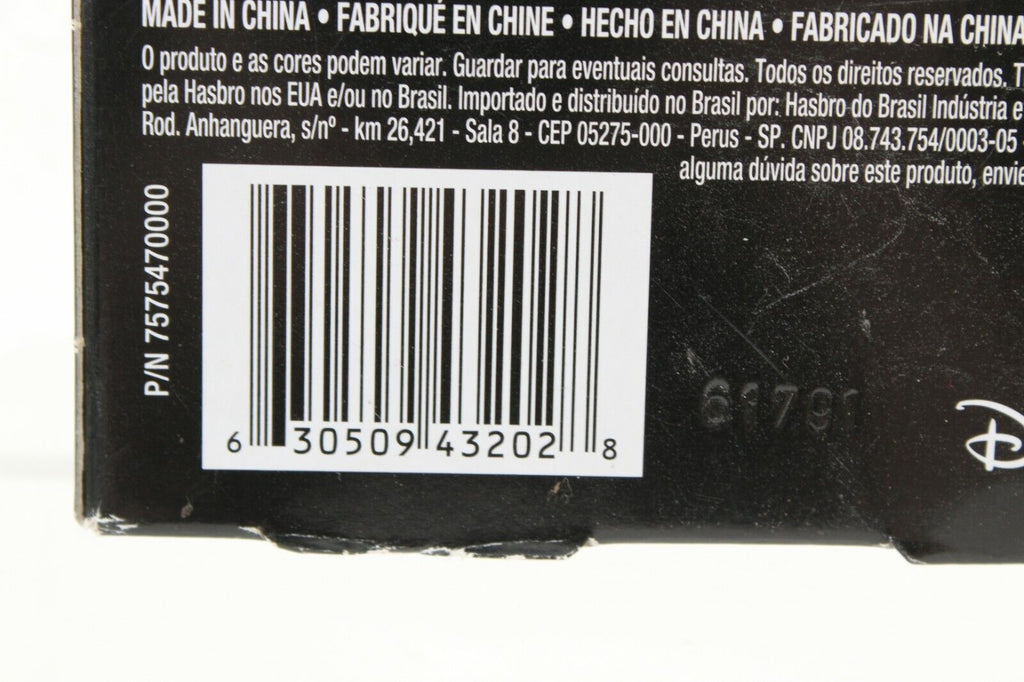 MADE IN CHINA • FABRIQUÉ EN CHINE • HECHO EN CHINA • FABRICADO NA CHINA
O produto e as cores podem variar. Guardar para eventuais consultas. Todos os direitos reservados.
pela Hasbro nos EUA e/ou no Brasil. Importado e distribuído no Brasil por: Hasbro do Brasil Indústria e
Rod. Anhanguera, s/nº - km 26,421 - Sala 8 - CEP 05275-000 - Perus - SP. CNPJ 08.743.754/0003-05 -
alguma dúvida sobre este produto, envie
P/N 7575470000
6 30509 43202 8
61791